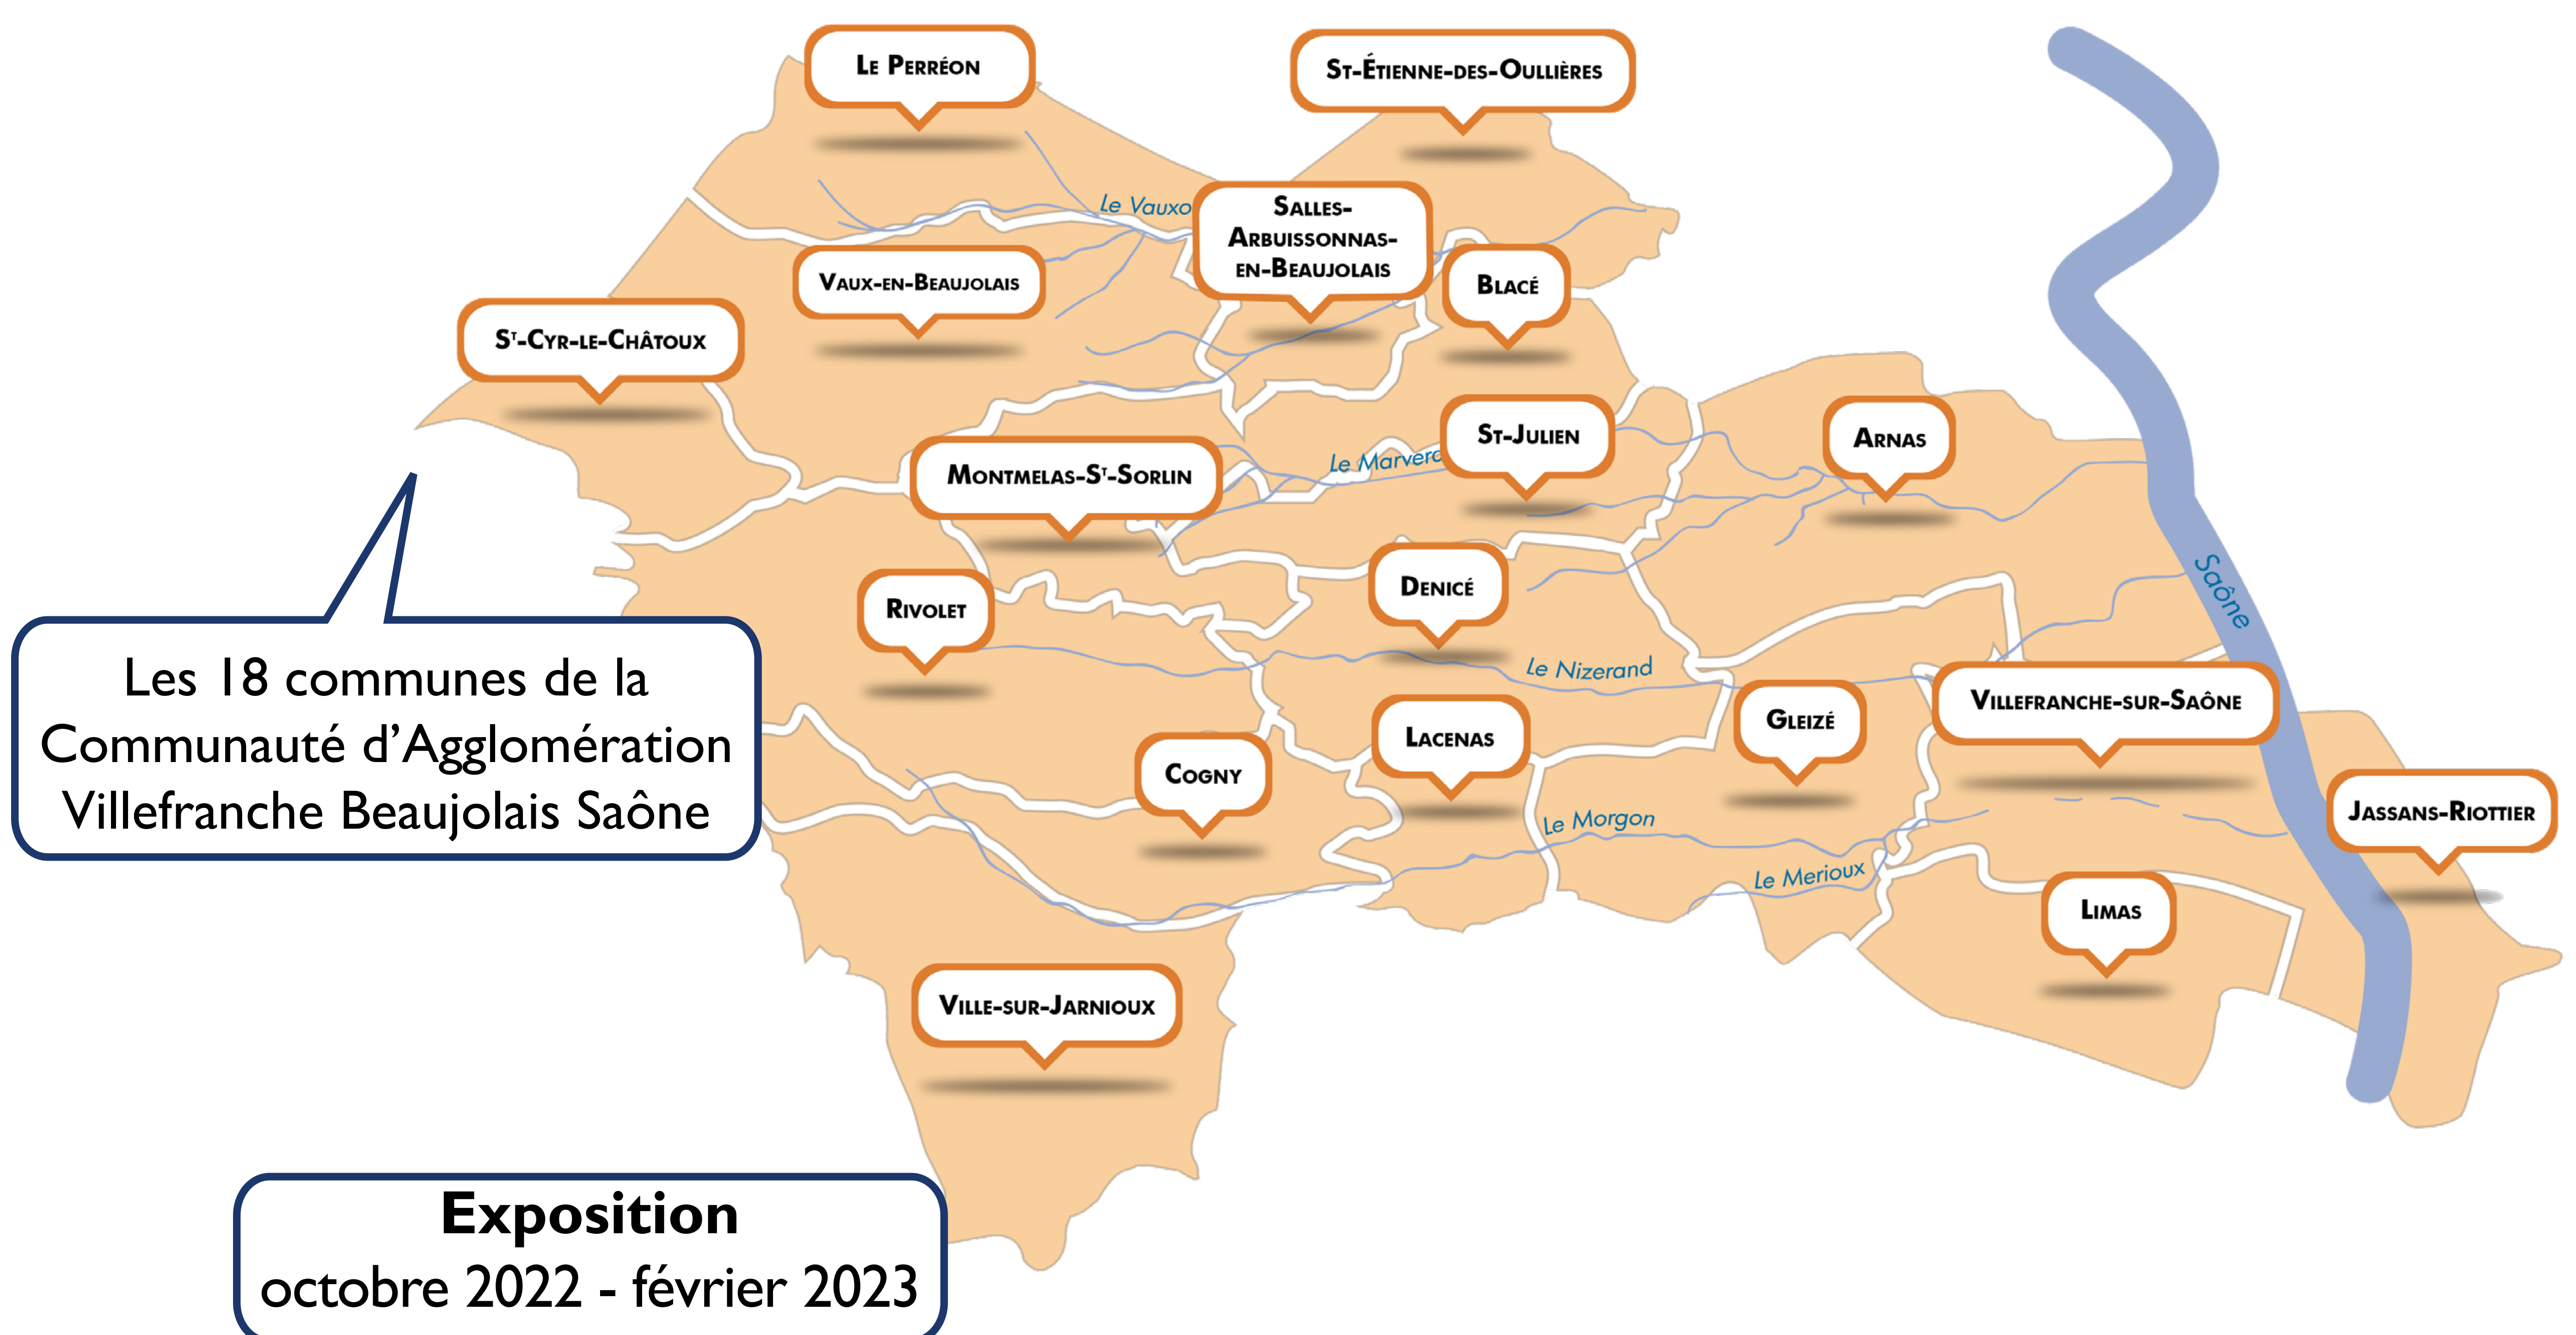 Le Perréon
St-Étienne-des-Oullières
Le Vauxo
Salles-
Arbuissonnas-
en-Beaujolais
Vaux-en-Beaujolais
Blacé
St-Cyr-le-Châtoux
St-Julien
Arnas
Le Marverd
Montmelas-St-Sorlin
Saône
Denicé
Rivolet
Le Nizerand
Villefranche-sur-Saône
Gleizé
Lacenas
Cogny
Jassans-Riottier
Le Morgon
Le Merioux
Limas
Ville-sur-Jarnioux
Les 18 communes de la
Communauté d’Agglomération
Villefranche Beaujolais Saône
Exposition
octobre 2022 - février 2023